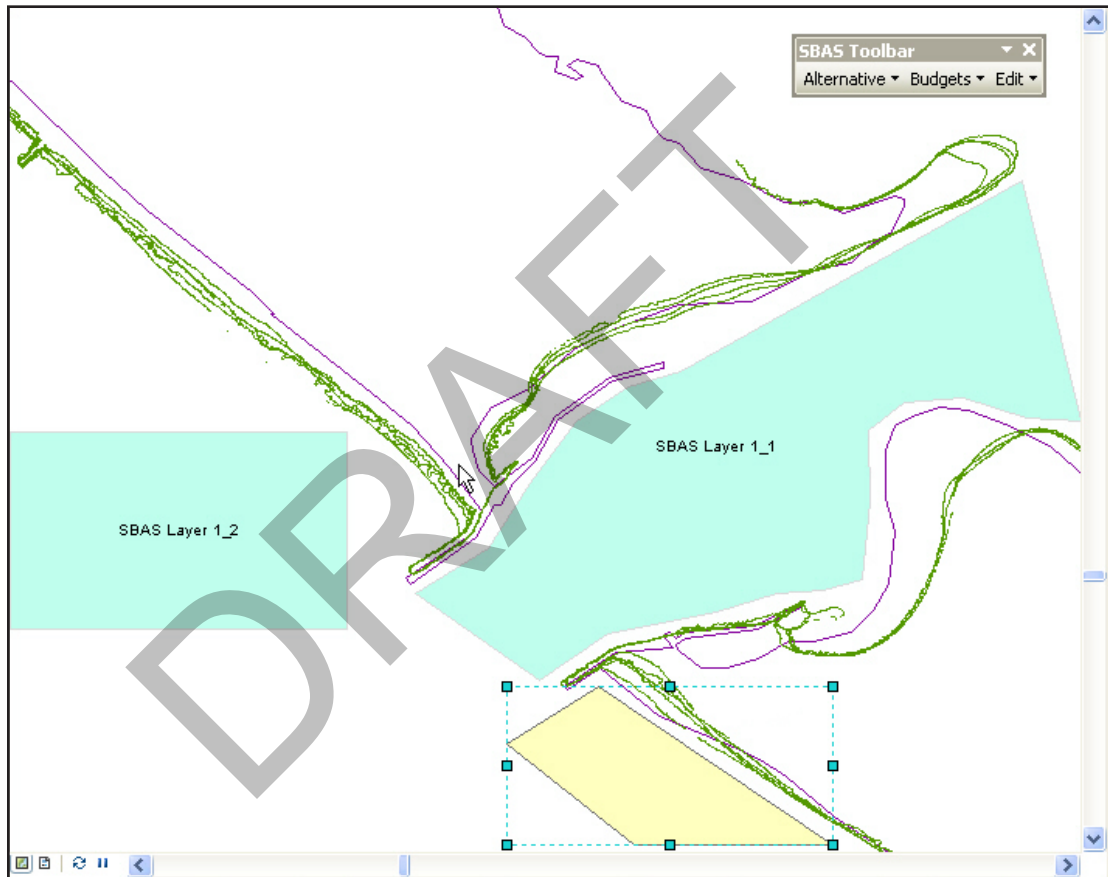 SBAS Toolbar
Alternative Budgets Edit
SBAS Layer 1_1
SBAS Layer 1_2
DRAFT